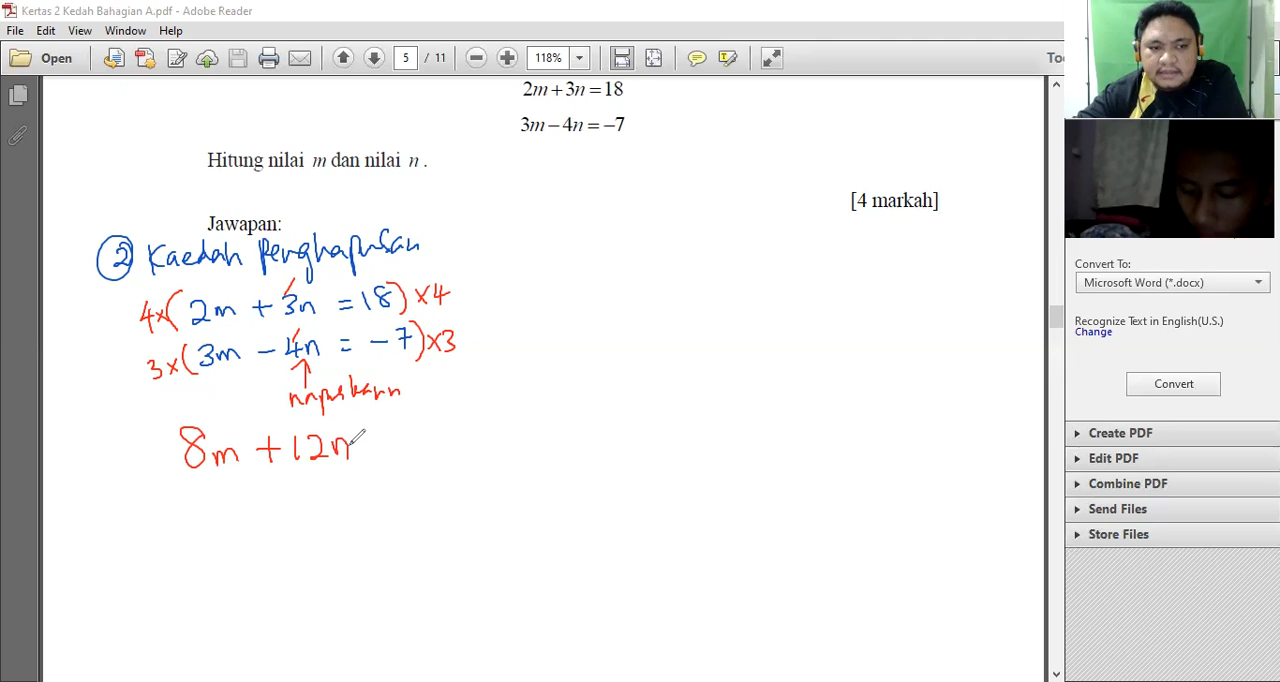 Kertas 2 Kedah Bahagian A.pdf - Adobe Reader
File Edit View Window Help
Open 5 / 11 118% To
2m + 3n = 18
3m − 4n = −7
Hitung nilai m dan nilai n .
[4 markah]
Jawapan:
2 Kaedah Penghapusan
4×( 2m + 3n = 18 ) ×4
3×( 3m − 4n = −7 ) ×3
8m + 12n
Convert To:
Microsoft Word (*.docx)
Recognize Text in English(U.S.)
Change
Convert
Create PDF
Edit PDF
Combine PDF
Send Files
Store Files